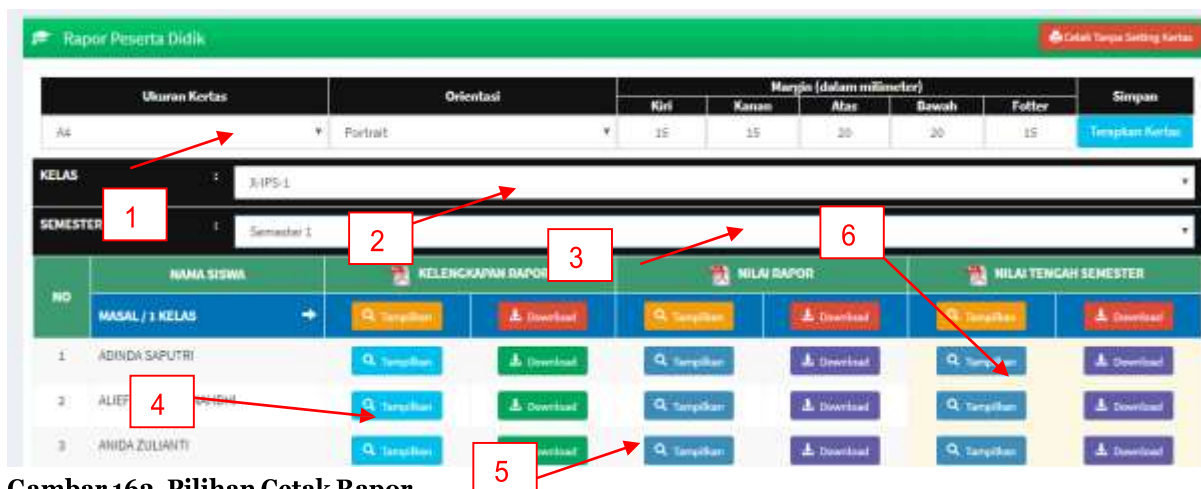 Rapor Peserta Didik Cetak Tanpa Setting Kertas
Ukuran Kertas Orientasi Margin (dalam milimeter) Simpan
Kiri Kanan Atas Bawah Fotter
A4 Portrait 15 15 20 20 15 Terapkan Kertas
KELAS : X-IPS-1
1
SEMESTER : Semester 1
2
3
6
NO NAMA SISWA KELENGKAPAN RAPOR NILAI RAPOR NILAI TENGAH SEMESTER
MASAL / 1 KELAS Tampilkan Download Tampilkan Download Tampilkan Download
1 ADINDA SAPUTRI Tampilkan Download Tampilkan Download Tampilkan Download
2 ALIEF Tampilkan Download Tampilkan Download Tampilkan Download
4
3 ANIDA ZULIANTI Tampilkan Download Tampilkan Download Tampilkan Download
5
Gambar 162. Pilihan Cetak Rapor